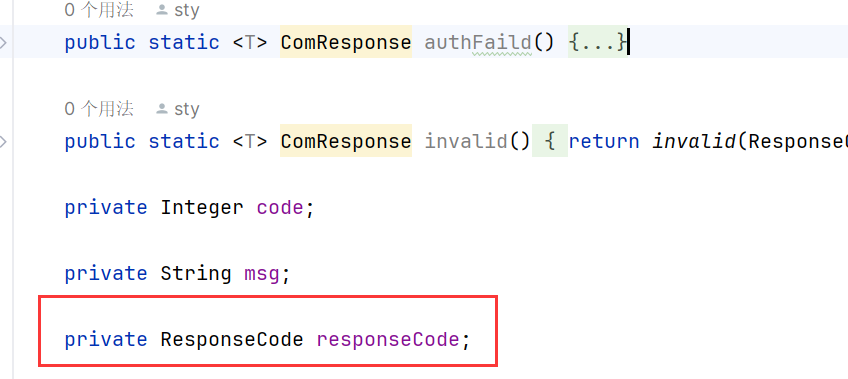 0 个用法 sty
public static <T> ComResponse authFaild() {...}
0 个用法 sty
public static <T> ComResponse invalid() { return invalid(Response
private Integer code;
private String msg;
private ResponseCode responseCode;